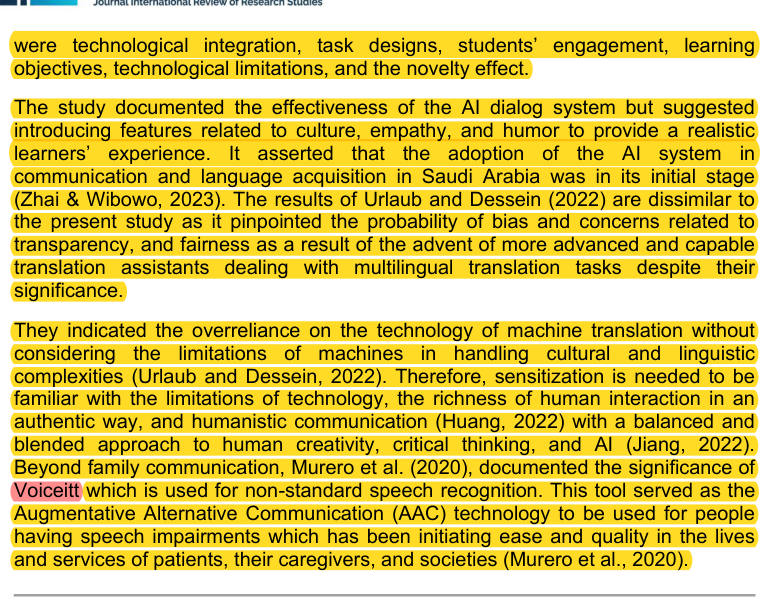 Journal International Review of Research Studies
were technological integration, task designs, students’ engagement, learning
objectives, technological limitations, and the novelty effect.
The study documented the effectiveness of the AI dialog system but suggested
introducing features related to culture, empathy, and humor to provide a realistic
learners’ experience. It asserted that the adoption of the AI system in
communication and language acquisition in Saudi Arabia was in its initial stage
(Zhai & Wibowo, 2023). The results of Urlaub and Dessein (2022) are dissimilar to
the present study as it pinpointed the probability of bias and concerns related to
transparency, and fairness as a result of the advent of more advanced and capable
translation assistants dealing with multilingual translation tasks despite their
significance.
They indicated the overreliance on the technology of machine translation without
considering the limitations of machines in handling cultural and linguistic
complexities (Urlaub and Dessein, 2022). Therefore, sensitization is needed to be
familiar with the limitations of technology, the richness of human interaction in an
authentic way, and humanistic communication (Huang, 2022) with a balanced and
blended approach to human creativity, critical thinking, and AI (Jiang, 2022).
Beyond family communication, Murero et al. (2020), documented the significance of
Voiceitt which is used for non-standard speech recognition. This tool served as the
Augmentative Alternative Communication (AAC) technology to be used for people
having speech impairments which has been initiating ease and quality in the lives
and services of patients, their caregivers, and societies (Murero et al., 2020).